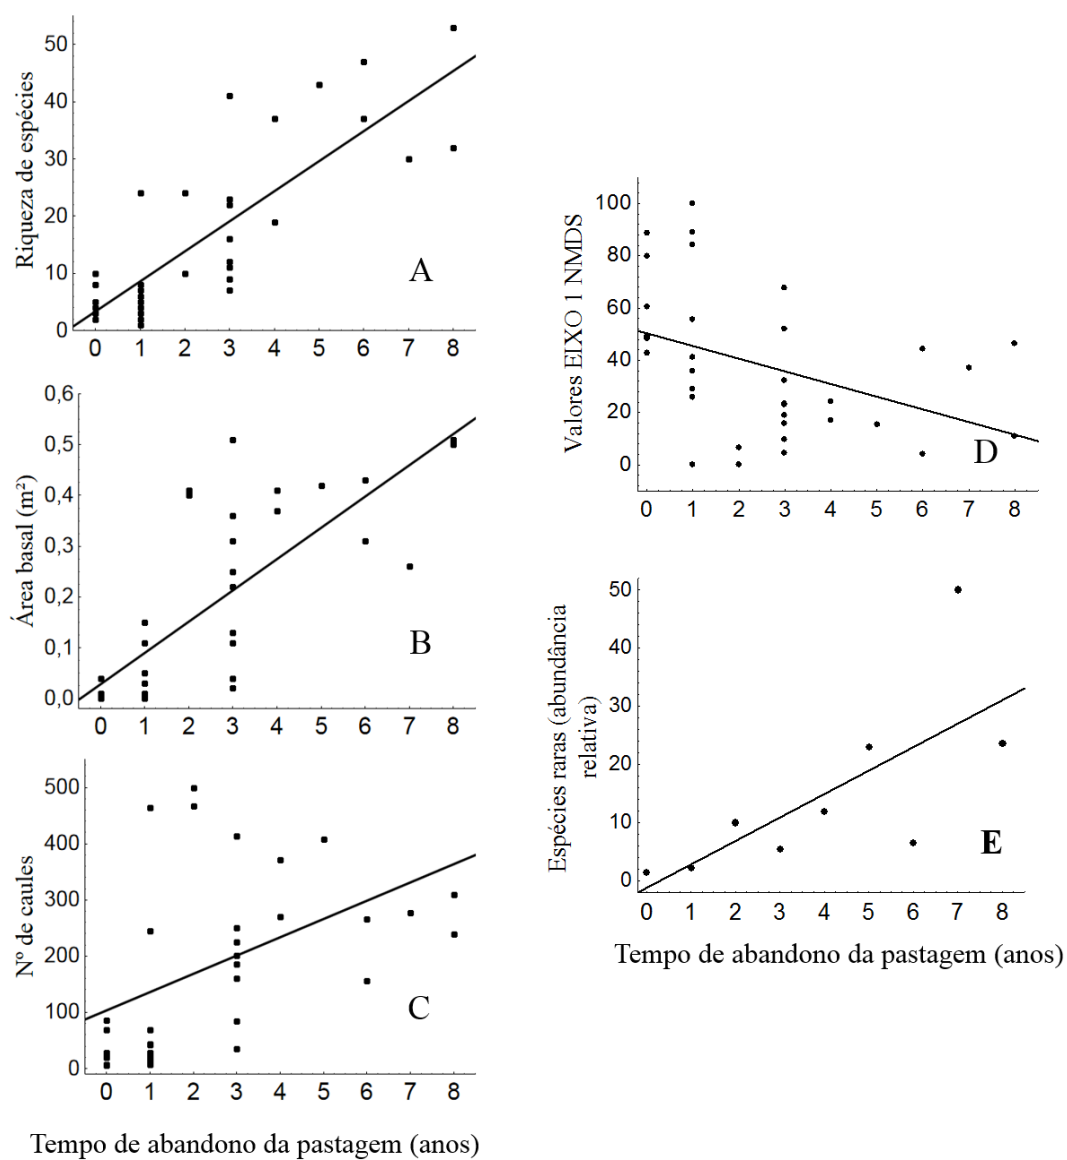 Riqueza de espécies
50
40
30
20
10
0
A
0 1 2 3 4 5 6 7 8
Área basal (m²)
0,6
0,5
0,4
0,3
0,2
0,1
0,0
B
0 1 2 3 4 5 6 7 8
Nº de caules
500
400
300
200
100
0
C
0 1 2 3 4 5 6 7 8
Tempo de abandono da pastagem (anos)
Valores EIXO 1 NMDS
100
80
60
40
20
0
D
0 1 2 3 4 5 6 7 8
Espécies raras (abundância
relativa)
50
40
30
20
10
0
E
0 1 2 3 4 5 6 7 8
Tempo de abandono da pastagem (anos)